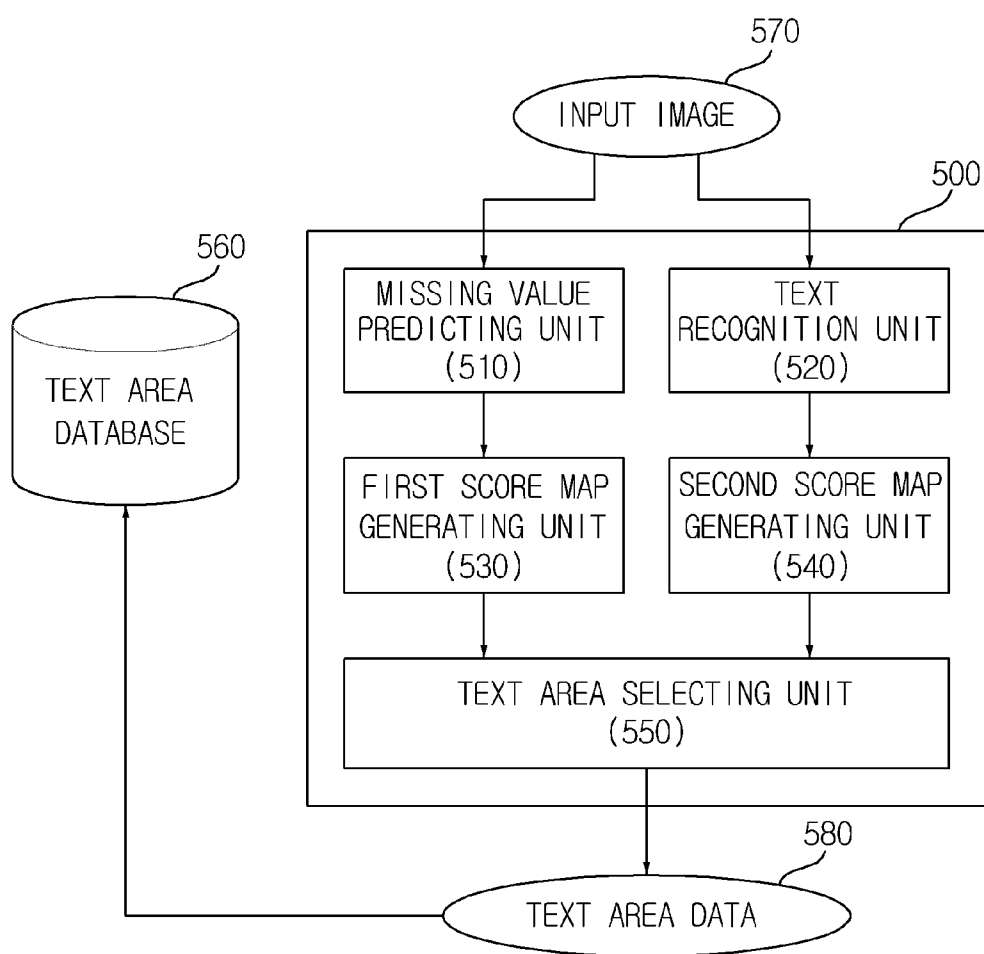 570
INPUT IMAGE
500
560
MISSING VALUE
PREDICTING UNIT
(510)
TEXT
RECOGNITION UNIT
(520)
TEXT AREA
DATABASE
FIRST SCORE MAP
GENERATING UNIT
(530)
SECOND SCORE MAP
GENERATING UNIT
(540)
TEXT AREA SELECTING UNIT
(550)
580
TEXT AREA DATA